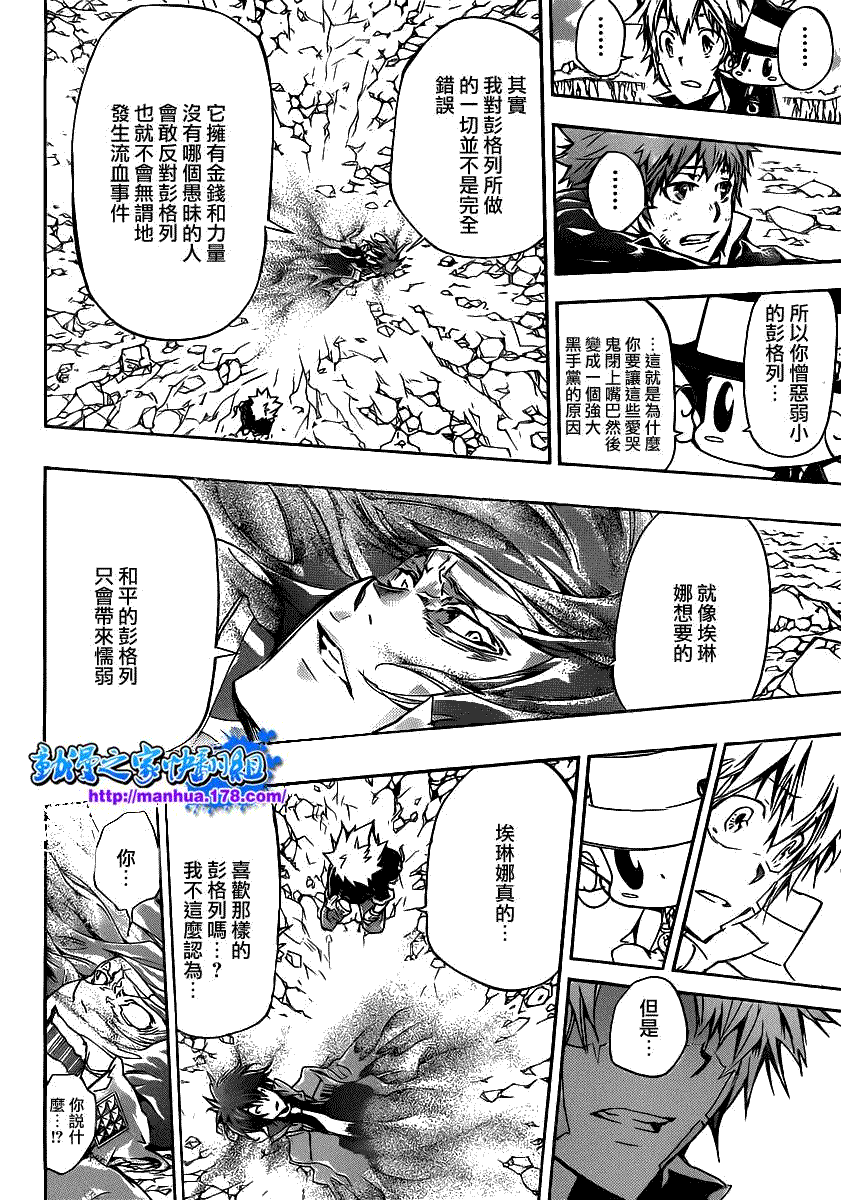 ……
……
……
所以你憎惡弱小
的彭格列…
…這就是為什麼
你要讓這些愛哭
鬼閉上嘴巴然後
變成一個強大
黑手黨的原因
其實
我對彭格列所做
的一切並不是完全
錯誤
它擁有金錢和力量
沒有哪個愚昧的人
會敢反對彭格列
也就不會無謂地
發生流血事件
就像埃琳
娜想要的
和平的彭格列
只會帶來懦弱
但是…
埃琳娜真的…
喜歡那樣的
彭格列嗎…?
我不這麼認為…
你…
你說什
麼…!?
動漫之家快翻組
http://manhua.178.com/